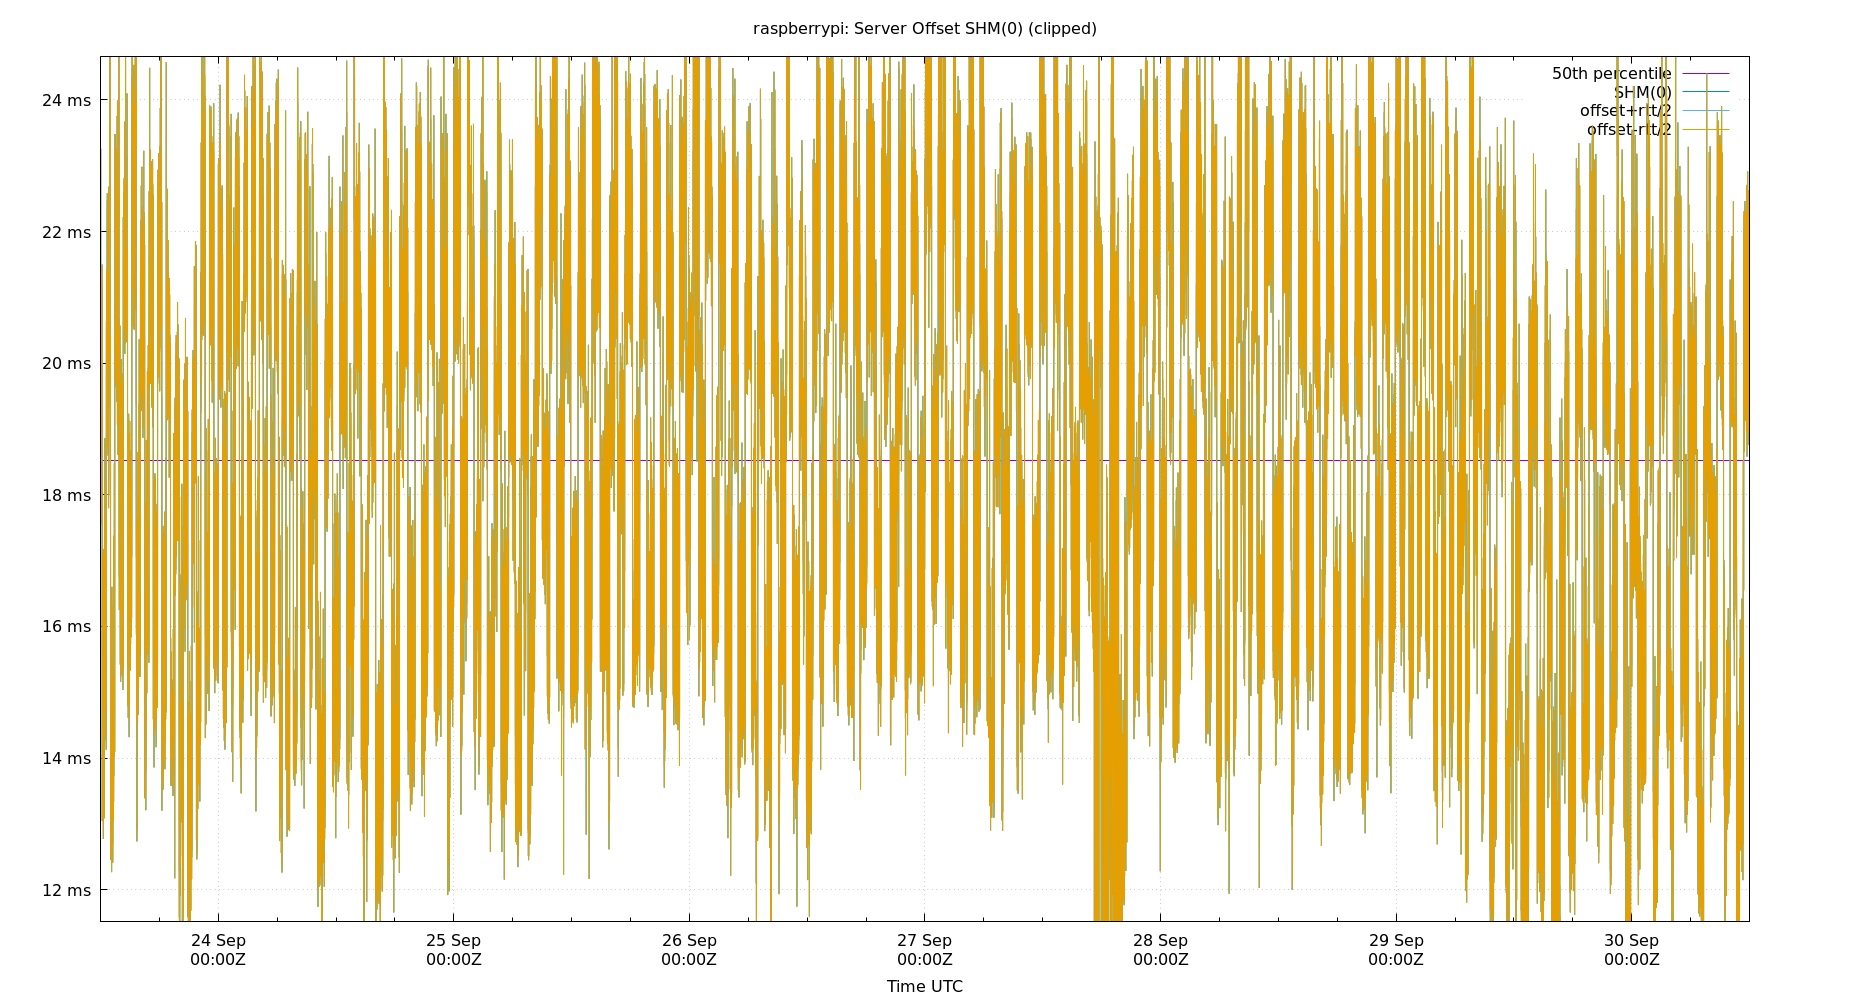 raspberrypi: Server Offset SHM(0) (clipped)
50th percentile
SHM(0)
offset+rtt/2
offset-rtt/2
24 ms
22 ms
20 ms
18 ms
16 ms
14 ms
12 ms
24 Sep 25 Sep 26 Sep 27 Sep 28 Sep 29 Sep 30 Sep
00:00Z 00:00Z 00:00Z 00:00Z 00:00Z 00:00Z 00:00Z
Time UTC